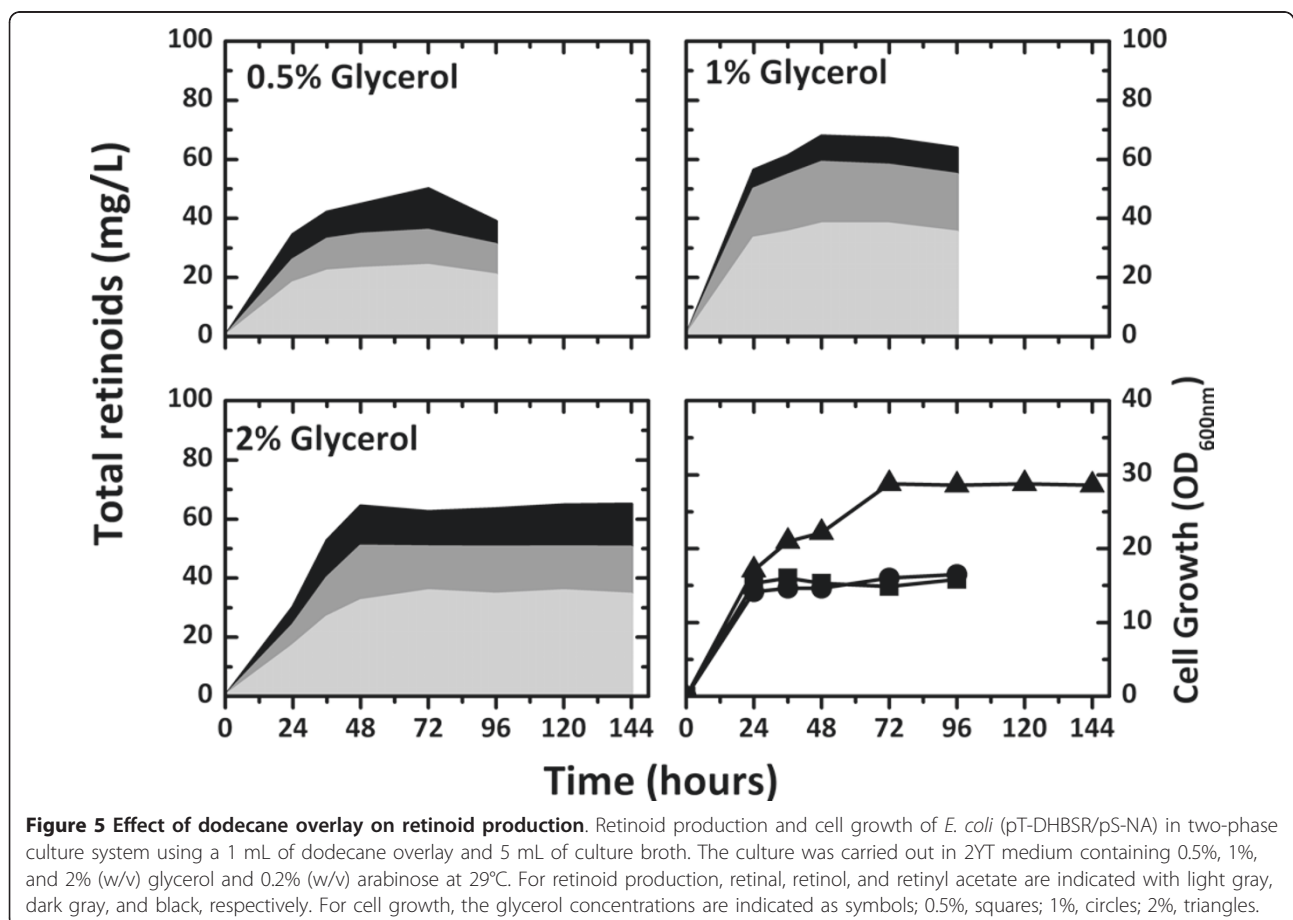 100
80
60
40
20
0
0.5% Glycerol
1% Glycerol
100
80
60
40
20
0
Total retinoids (mg/L)
100
80
60
40
20
0
2% Glycerol
40
30
20
10
0
Cell Growth (OD600nm)
0 24 48 72 96 120 144
0 24 48 72 96 120 144
Time (hours)
Figure 5 Effect of dodecane overlay on retinoid production. Retinoid production and cell growth of E. coli (pT-DHBSR/pS-NA) in two-phase
culture system using a 1 mL of dodecane overlay and 5 mL of culture broth. The culture was carried out in 2YT medium containing 0.5%, 1%,
and 2% (w/v) glycerol and 0.2% (w/v) arabinose at 29°C. For retinoid production, retinal, retinol, and retinyl acetate are indicated with light gray,
dark gray, and black, respectively. For cell growth, the glycerol concentrations are indicated as symbols; 0.5%, squares; 1%, circles; 2%, triangles.